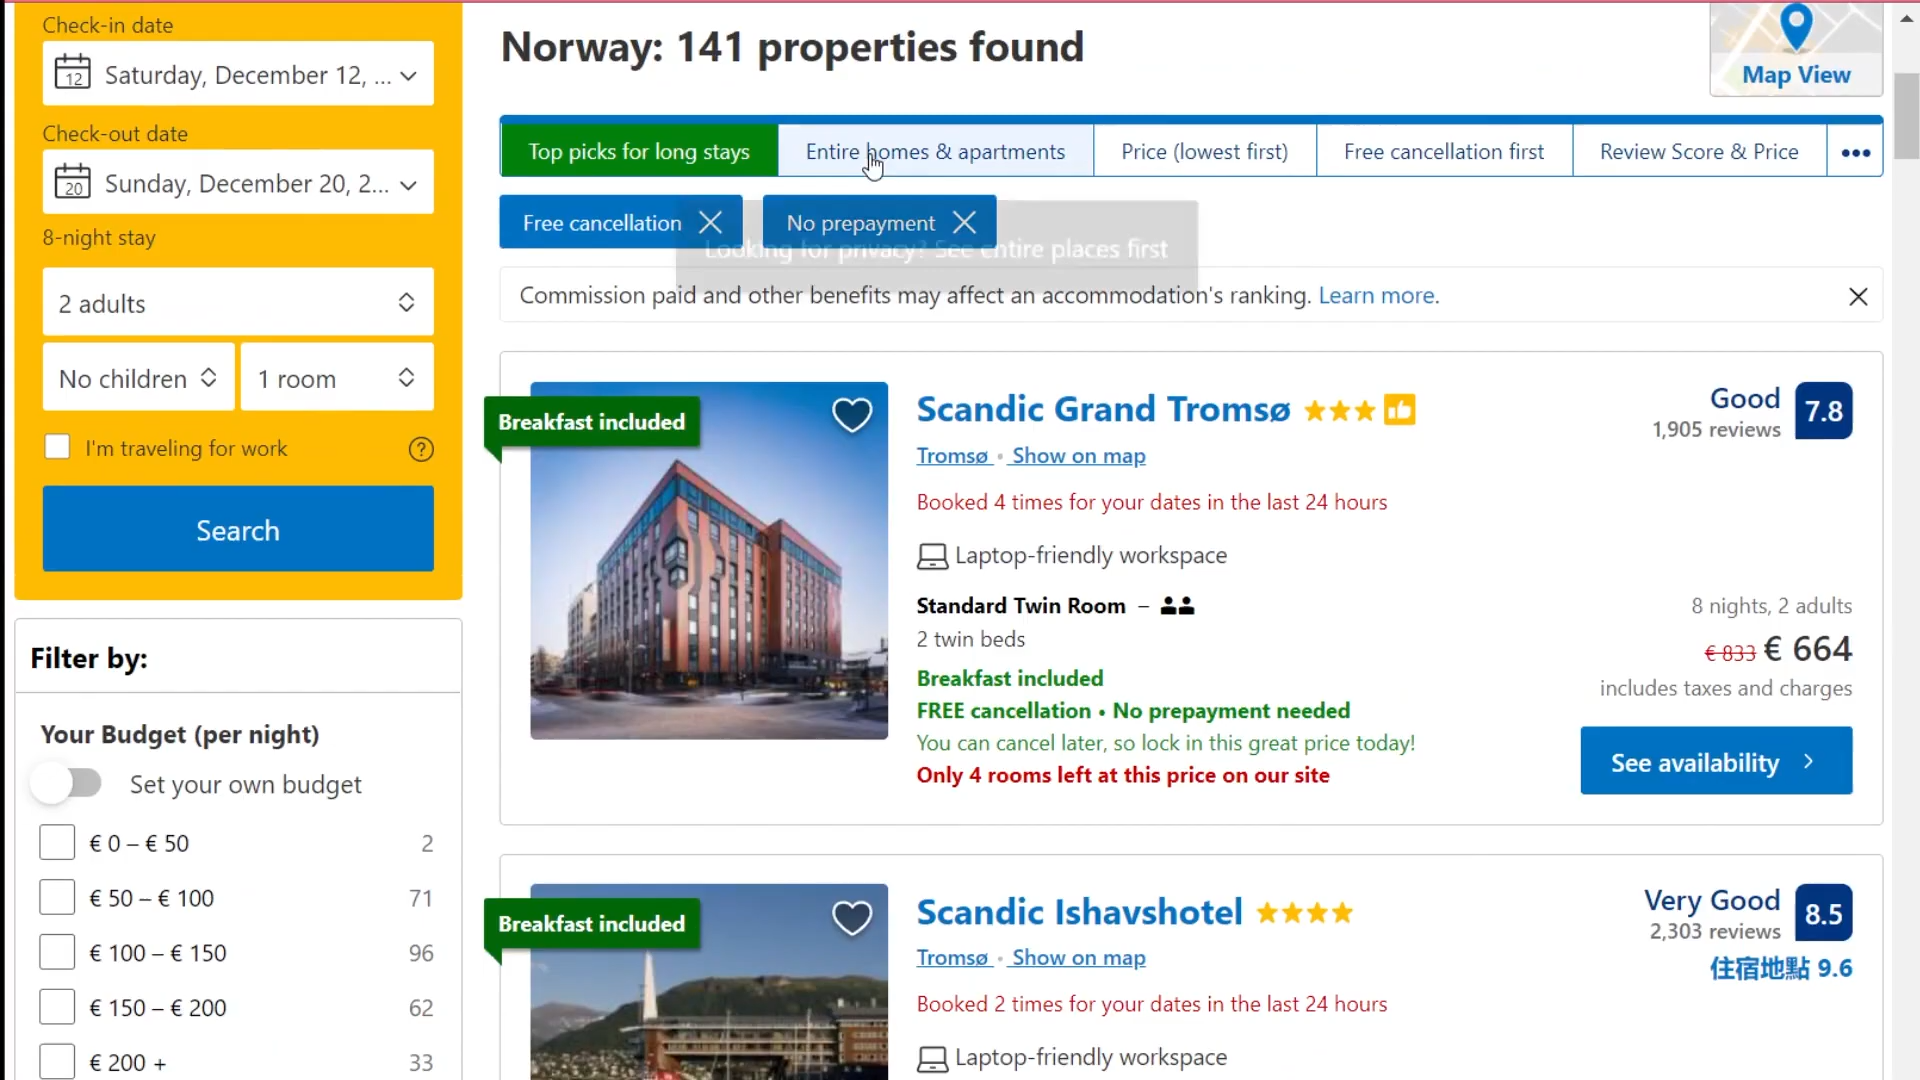 Check-in date
12
Saturday, December 12, ...
Check-out date
20
Sunday, December 20, 2...
8-night stay
2 adults
No children
1 room
I'm traveling for work
?
Search
Filter by:
Your Budget (per night)
Set your own budget
€ 0 – € 50 2
€ 50 – € 100 71
€ 100 – € 150 96
€ 150 – € 200 62
€ 200 + 33
Norway: 141 properties found
Map View
Top picks for long stays
Entire homes & apartments
Price (lowest first)
Free cancellation first
Review Score & Price
•••
Free cancellation
No prepayment
Looking for privacy? See entire places first
Commission paid and other benefits may affect an accommodation's ranking. Learn more.
Breakfast included
Scandic Grand Tromsø
Tromsø • Show on map
Booked 4 times for your dates in the last 24 hours
Laptop-friendly workspace
Standard Twin Room –
2 twin beds
Breakfast included
FREE cancellation • No prepayment needed
You can cancel later, so lock in this great price today!
Only 4 rooms left at this price on our site
Good
1,905 reviews
7.8
8 nights, 2 adults
€ 833 € 664
includes taxes and charges
See availability
Breakfast included
Scandic Ishavshotel
Tromsø • Show on map
Booked 2 times for your dates in the last 24 hours
Laptop-friendly workspace
Very Good
2,303 reviews
8.5
住宿地點 9.6